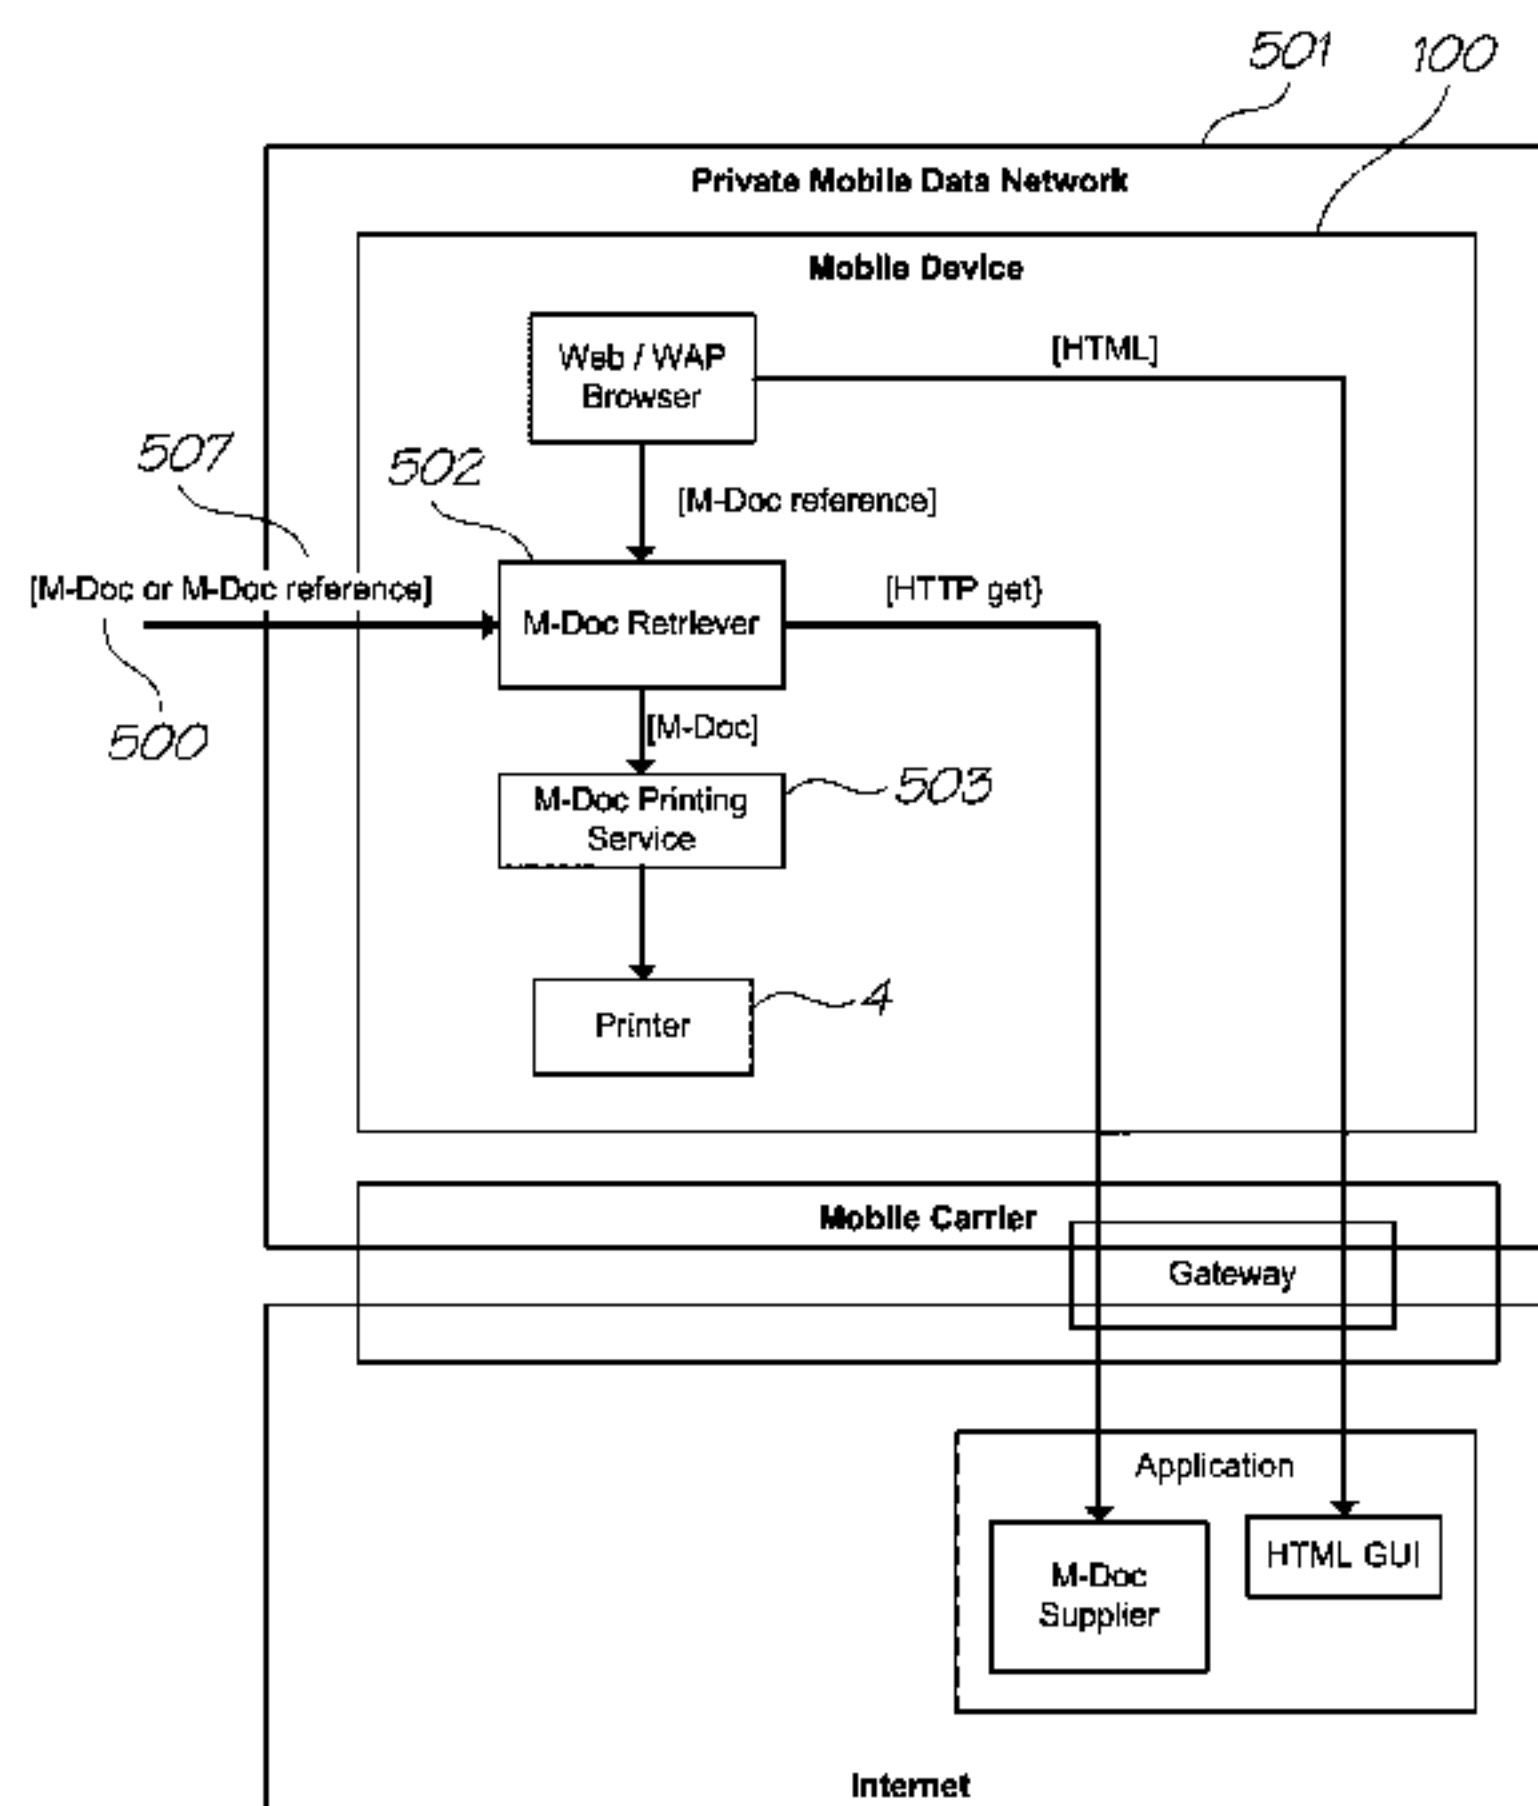 501
100
Private Mobile Data Network
Mobile Device
Web / WAP
Browser
[HTML]
507
502
[M-Doc reference]
[M-Doc or M-Doc reference]
M-Doc Retriever
[HTTP get}
500
[M-Doc]
M-Doc Printing
Service
503
Printer
4
Mobile Carrier
Gateway
Application
M-Doc
Supplier
HTML GUI
Internet